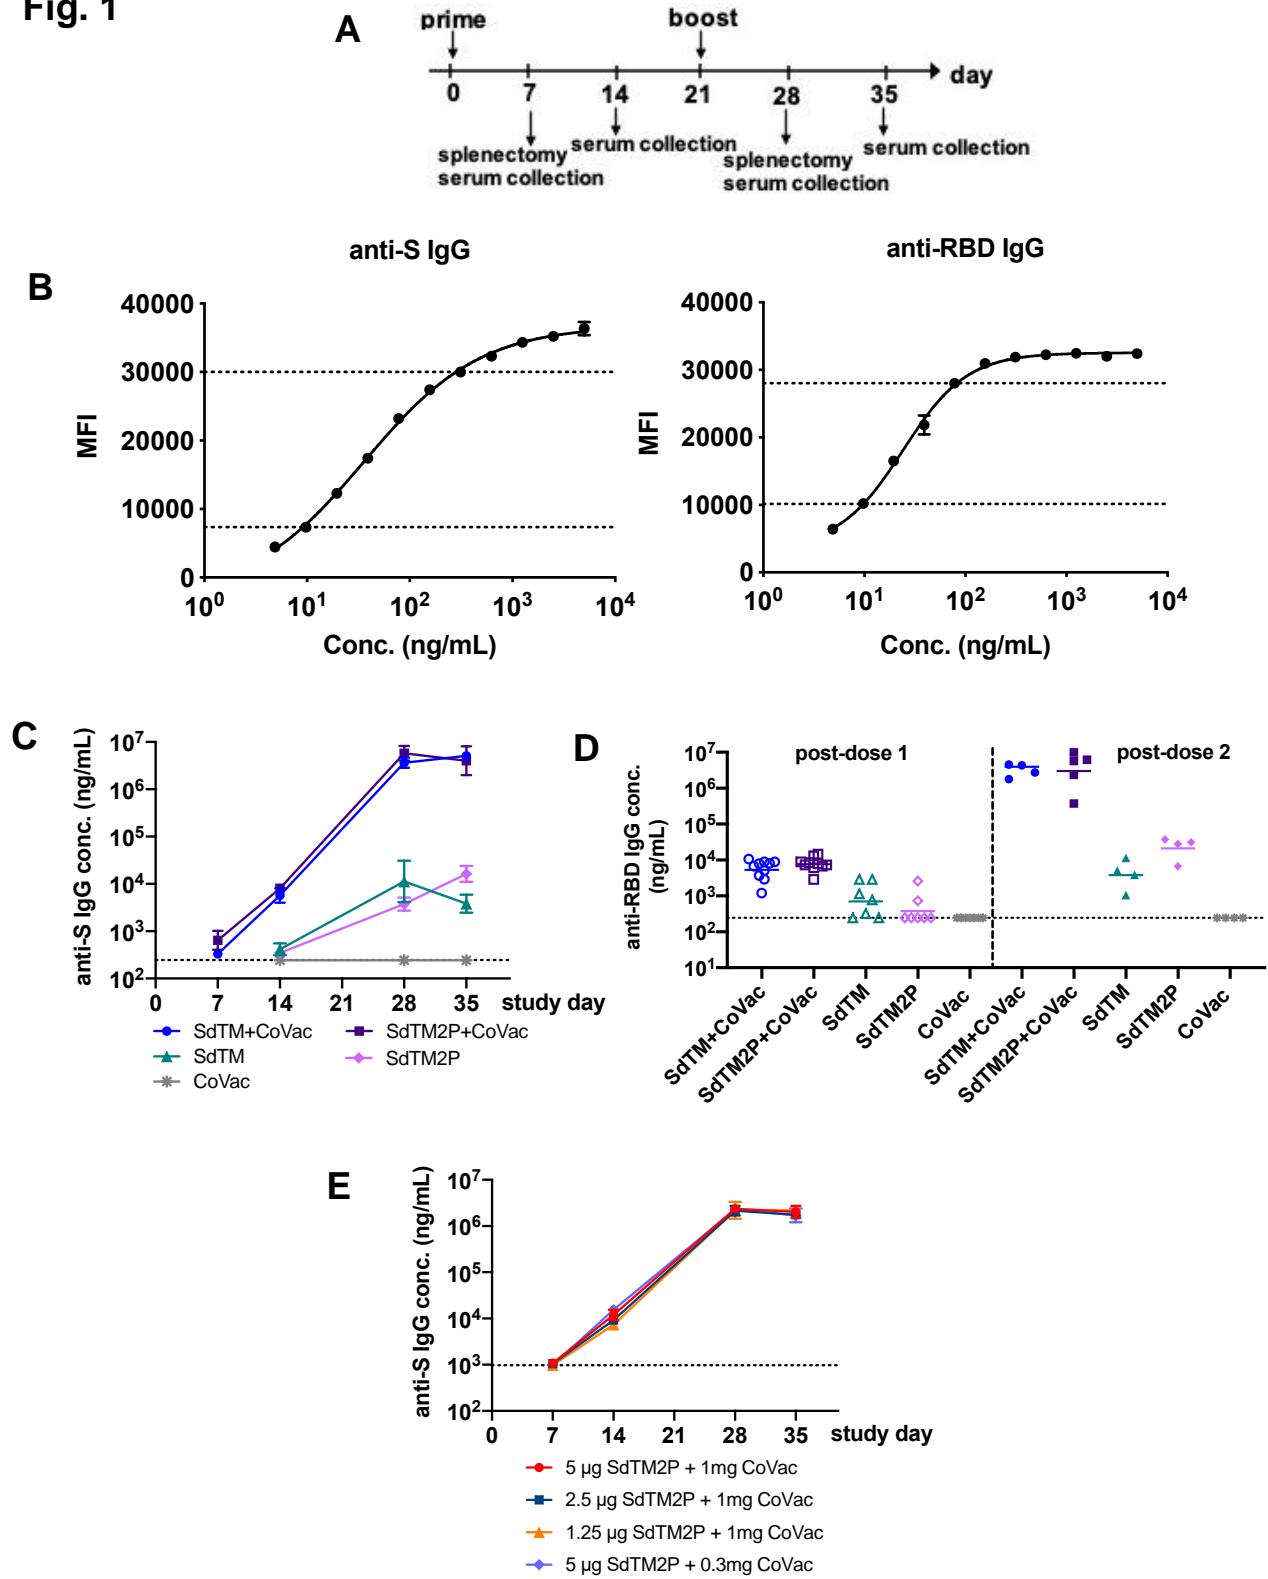 Fig. 1
A
prime
boost
0 7 14 21 28 35 day
splenectomy
serum collection
serum collection
splenectomy
serum collection
serum collection
B
anti-S IgG
MFI
40000
30000
20000
10000
0
10⁰ 10¹ 10² 10³ 10⁴
Conc. (ng/mL)
anti-RBD IgG
MFI
40000
30000
20000
10000
0
10⁰ 10¹ 10² 10³ 10⁴
Conc. (ng/mL)
C
anti-S IgG conc. (ng/mL)
10⁷
10⁶
10⁵
10⁴
10³
10²
0 7 14 21 28 35 study day
SdTM+CoVac
SdTM2P+CoVac
SdTM
SdTM2P
CoVac
D
anti-RBD IgG conc.
(ng/mL)
post-dose 1
post-dose 2
10⁷
10⁶
10⁵
10⁴
10³
10²
10¹
SdTM+CoVac
SdTM2P+CoVac
SdTM
SdTM2P
CoVac
SdTM+CoVac
SdTM2P+CoVac
SdTM
SdTM2P
CoVac
E
anti-S IgG conc. (ng/mL)
10⁷
10⁶
10⁵
10⁴
10³
10²
0 7 14 21 28 35 study day
5 µg SdTM2P + 1mg CoVac
2.5 µg SdTM2P + 1mg CoVac
1.25 µg SdTM2P + 1mg CoVac
5 µg SdTM2P + 0.3mg CoVac